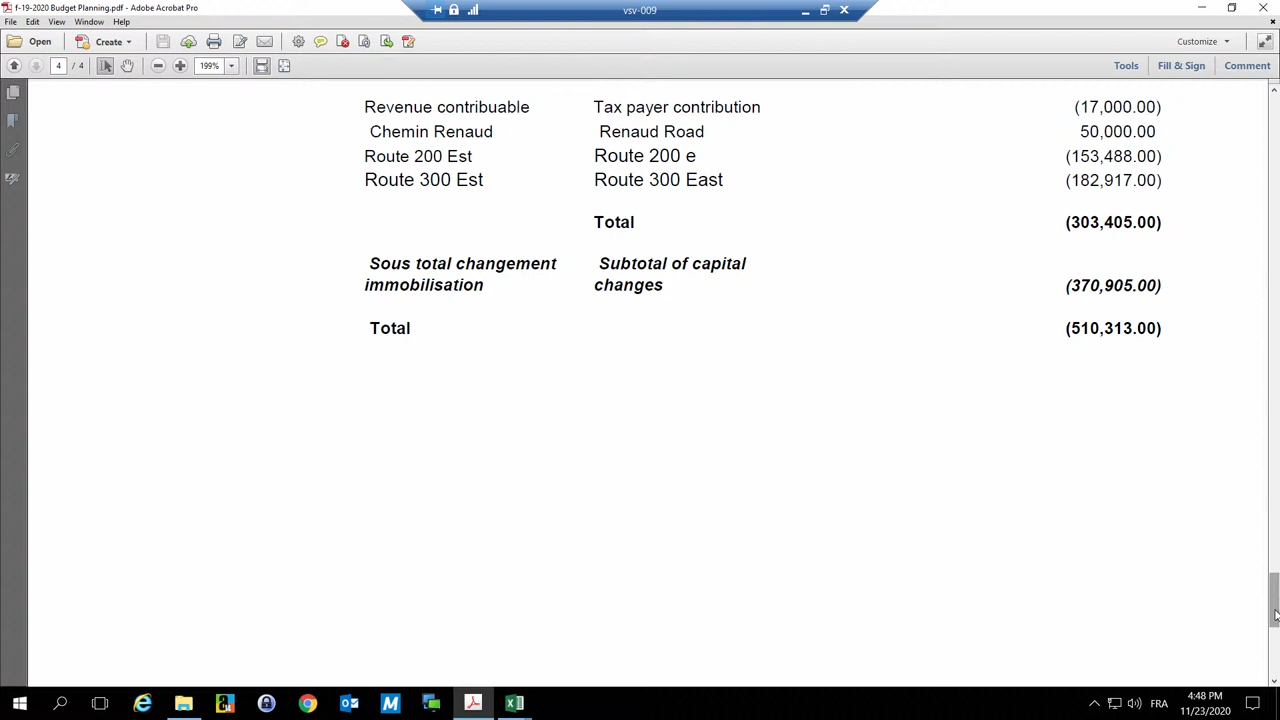 f-19-2020 Budget Planning.pdf - Adobe Acrobat Pro
vsv-009
File Edit View Window Help
Open Create Customize
4 / 4 199% Tools Fill & Sign Comment
Revenue contribuable Tax payer contribution (17,000.00)
Chemin Renaud Renaud Road 50,000.00
Route 200 Est Route 200 e (153,488.00)
Route 300 Est Route 300 East (182,917.00)
Total (303,405.00)
Sous total changement Subtotal of capital
immobilisation changes (370,905.00)
Total (510,313.00)
4:48 PM
FR
11/23/2020